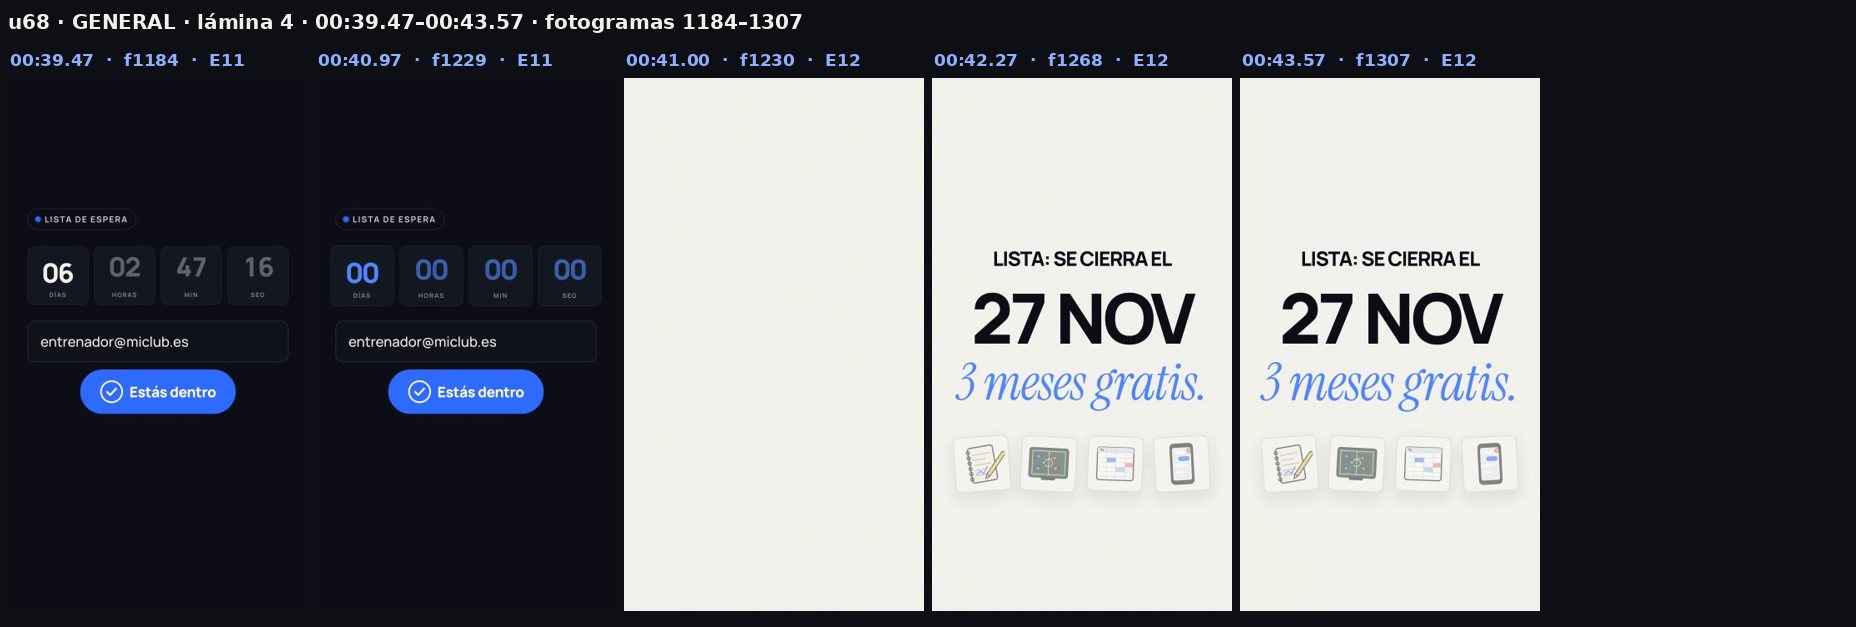 u68 · GENERAL · lámina 4 · 00:39.47–00:43.57 · fotogramas 1184–1307
00:39.47 · f1184 · E11
00:40.97 · f1229 · E11
00:41.00 · f1230 · E12
00:42.27 · f1268 · E12
00:43.57 · f1307 · E12
LISTA DE ESPERA
06 02 47 16
DÍAS HORAS MIN SEG
entrenador@miclub.es
Estás dentro
LISTA DE ESPERA
00 00 00 00
DÍAS HORAS MIN SEG
entrenador@miclub.es
Estás dentro
LISTA: SE CIERRA EL
27 NOV
3 meses gratis.
LISTA: SE CIERRA EL
27 NOV
3 meses gratis.